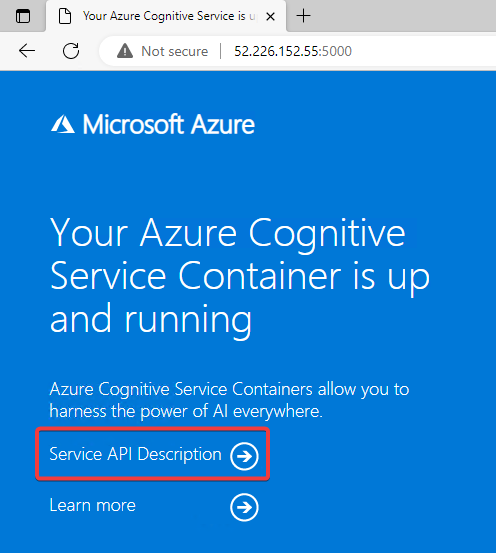 Your Azure Cognitive Service is u
Not secure 52.226.152.55:5000
Microsoft Azure
Your Azure Cognitive
Service Container is up
and running
Azure Cognitive Service Containers allow you to
harness the power of AI everywhere.
Service API Description
Learn more